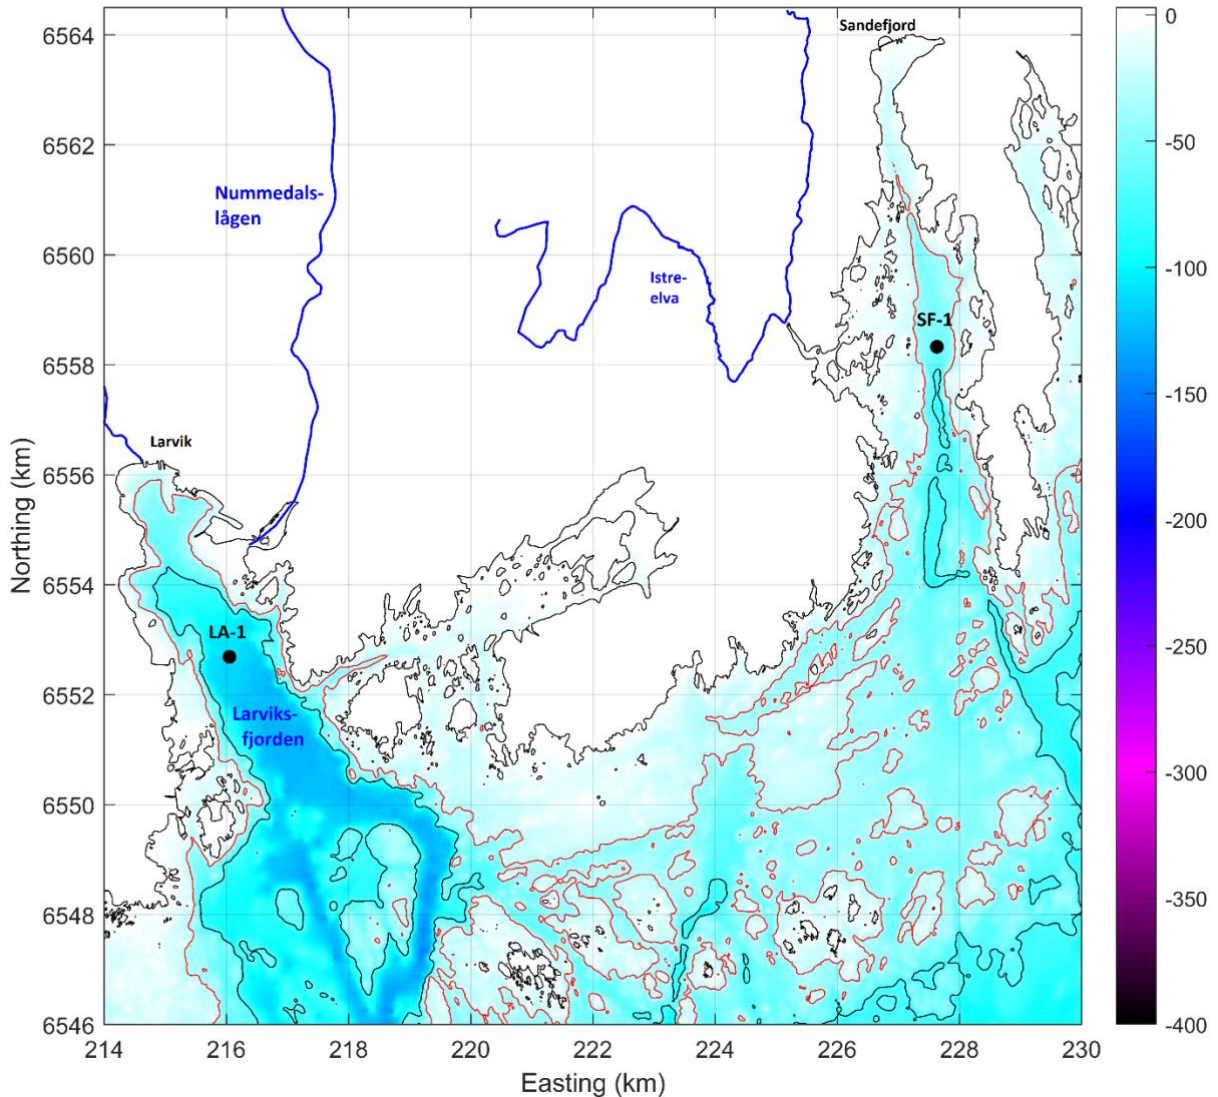 Sandefjord
0
6564
-50
6562
Nummedals-
lågen
-100
6560
Istre-
elva
SF-1
-150
6558
Larvik
-200
6556
Northing (km)
-250
6554
LA-1
6552
Larviks-
fjorden
-300
6550
-350
6548
6546
-400
214 216 218 220 222 224 226 228 230
Easting (km)